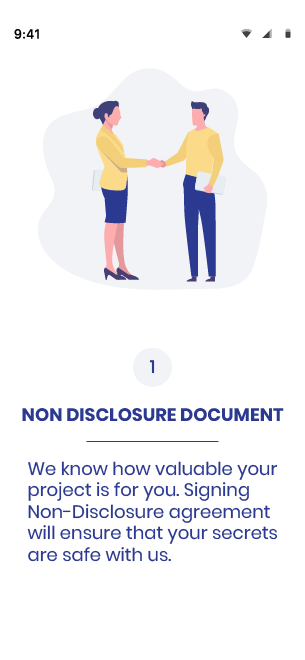 9:41
1
NON DISCLOSURE DOCUMENT
We know how valuable your
project is for you. Signing
Non-Disclosure agreement
will ensure that your secrets
are safe with us.